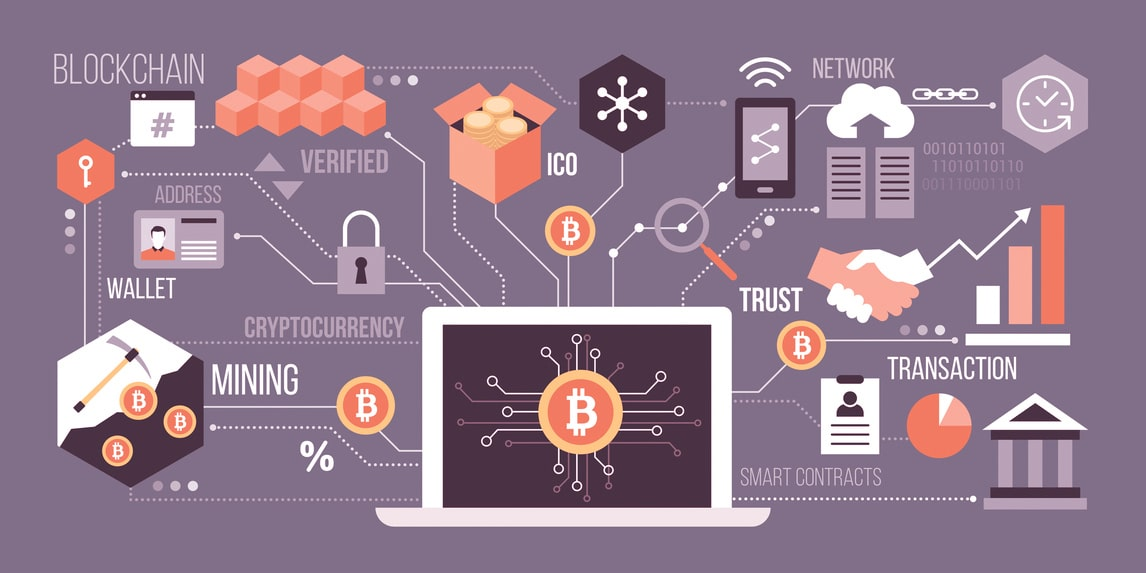 BLOCKCHAIN
NETWORK
#
0010110101
11010110110
001110001101
VERIFIED
ICO
ADDRESS
WALLET
TRUST
CRYPTOCURRENCY
TRANSACTION
MINING
%
SMART CONTRACTS